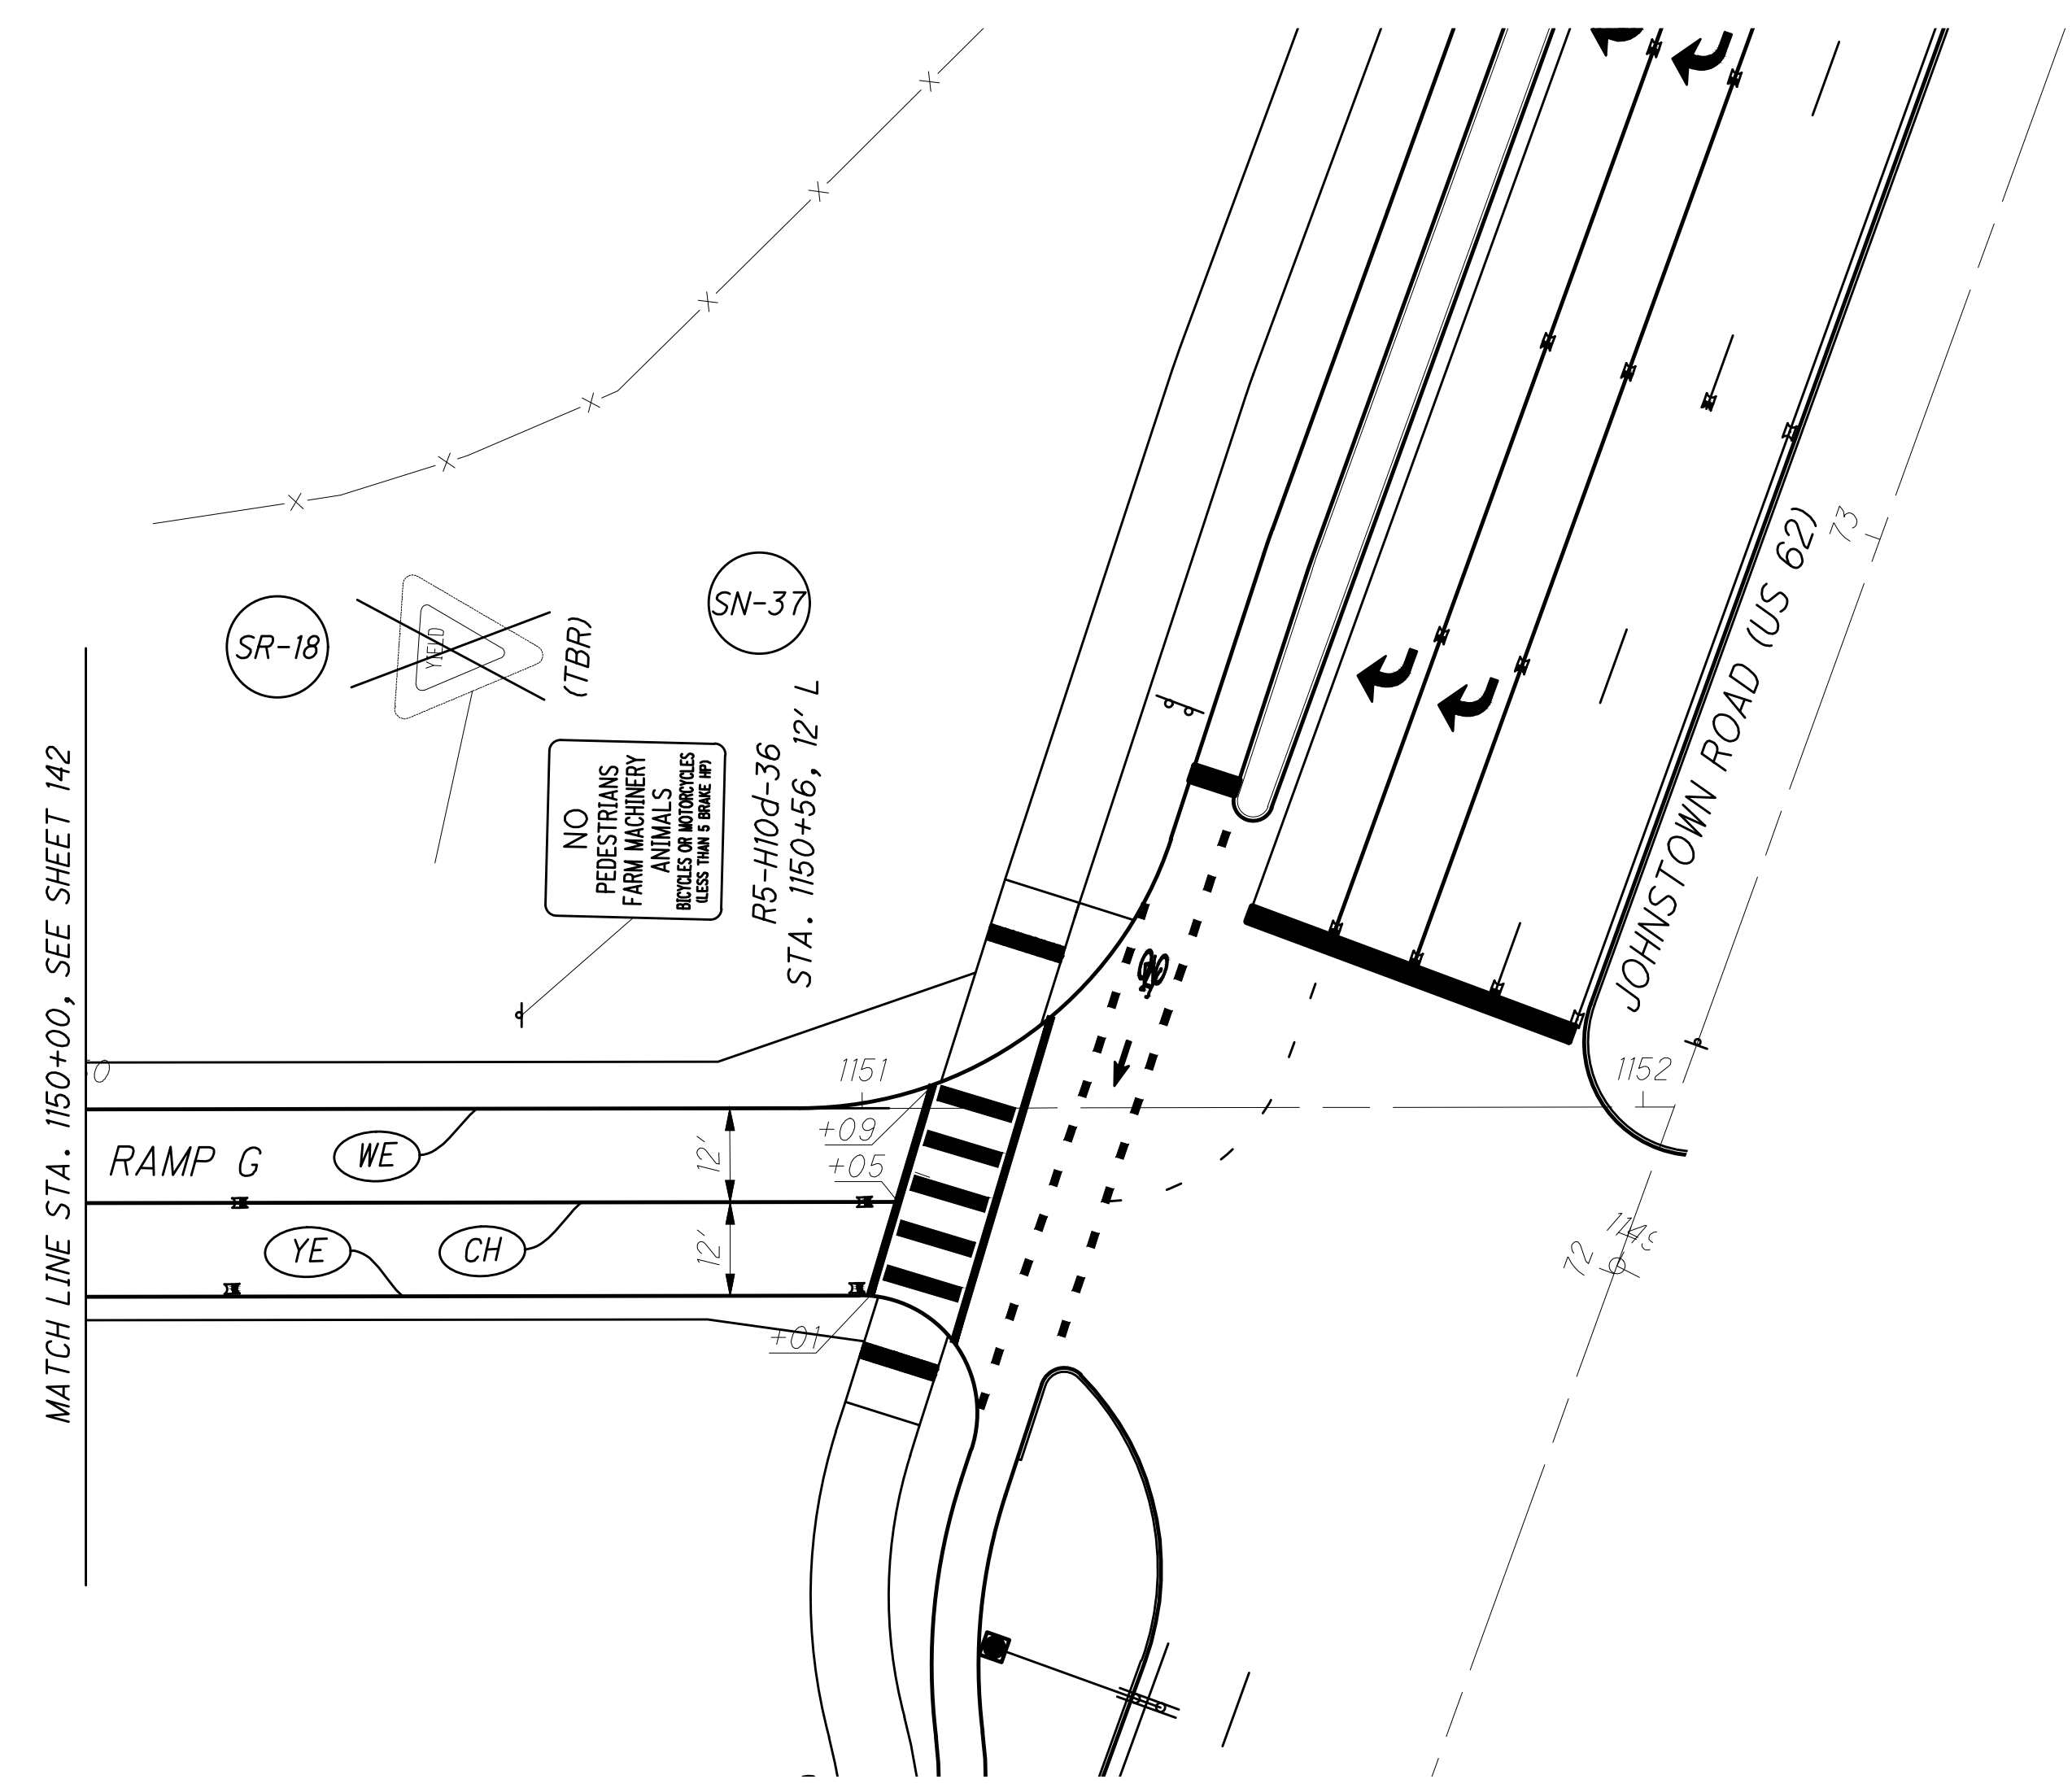 MATCH LINE STA. 1150+00, SEE SHEET 142
SR-18
YIELD
(TBR)
SN-37
NO
PEDESTRIANS
FARM MACHINERY
ANIMALS
BICYCLES OR MOTORCYCLES
(LESS THAN 5 BRAKE HP)
R5-H10d-36
STA. 1150+56, 12' L
JOHNSTOWN ROAD (US 62)
73
0
1151
1152
+09
+05
+01
RAMP G
WE
YE
CH
12'
12'
72